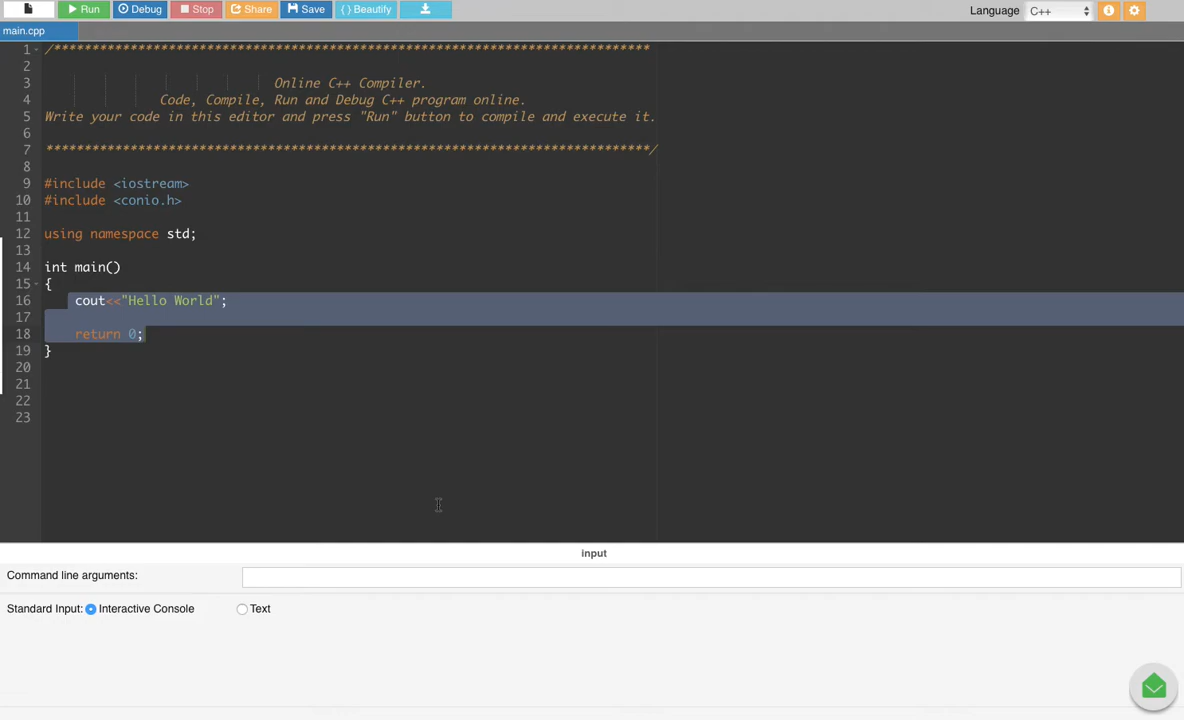 Run Debug Stop Share Save {} Beautify Language C++
main.cpp
1 /******************************************************************************
2
3 Online C++ Compiler.
4 Code, Compile, Run and Debug C++ program online.
5 Write your code in this editor and press "Run" button to compile and execute it.
6
7 *******************************************************************************/
8
9 #include <iostream>
10 #include <conio.h>
11
12 using namespace std;
13
14 int main()
15 {
16 cout<<"Hello World";
17
18 return 0;
19 }
20
21
22
23
input
Command line arguments:
Standard Input: Interactive Console Text